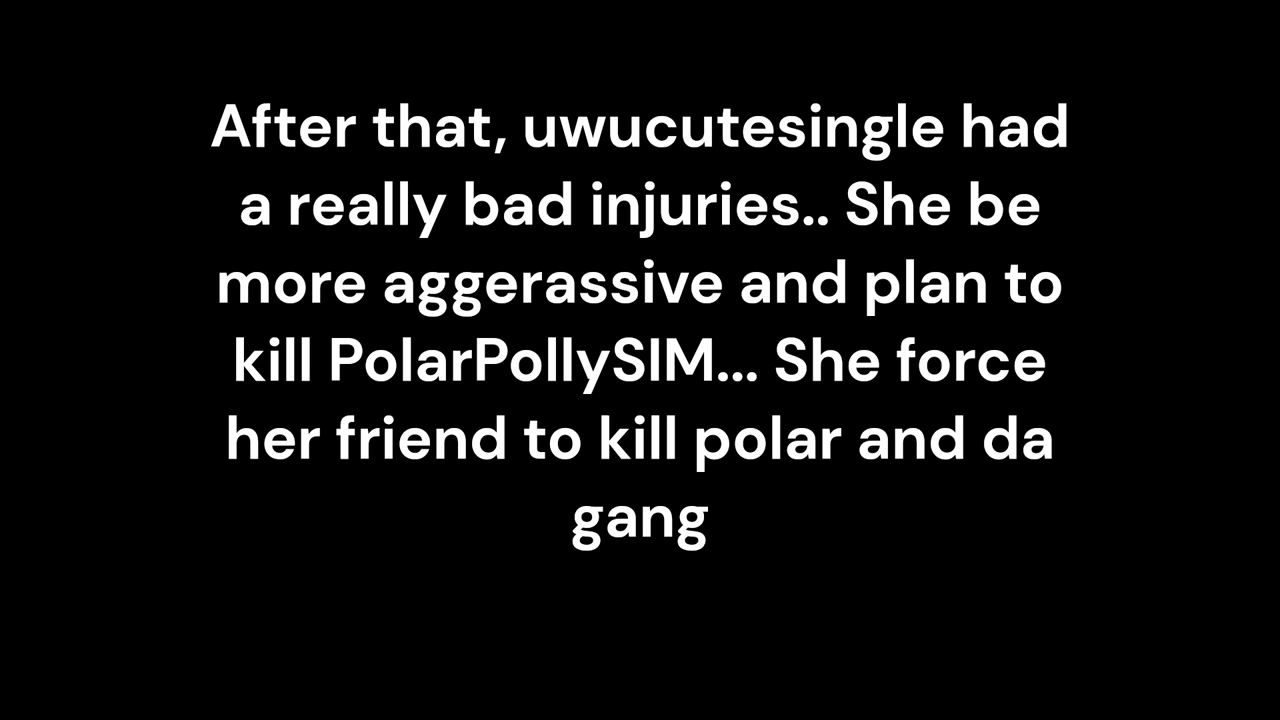 After that, uwucutesingle had
a really bad injuries.. She be
more aggerassive and plan to
kill PolarPollySIM... She force
her friend to kill polar and da
gang